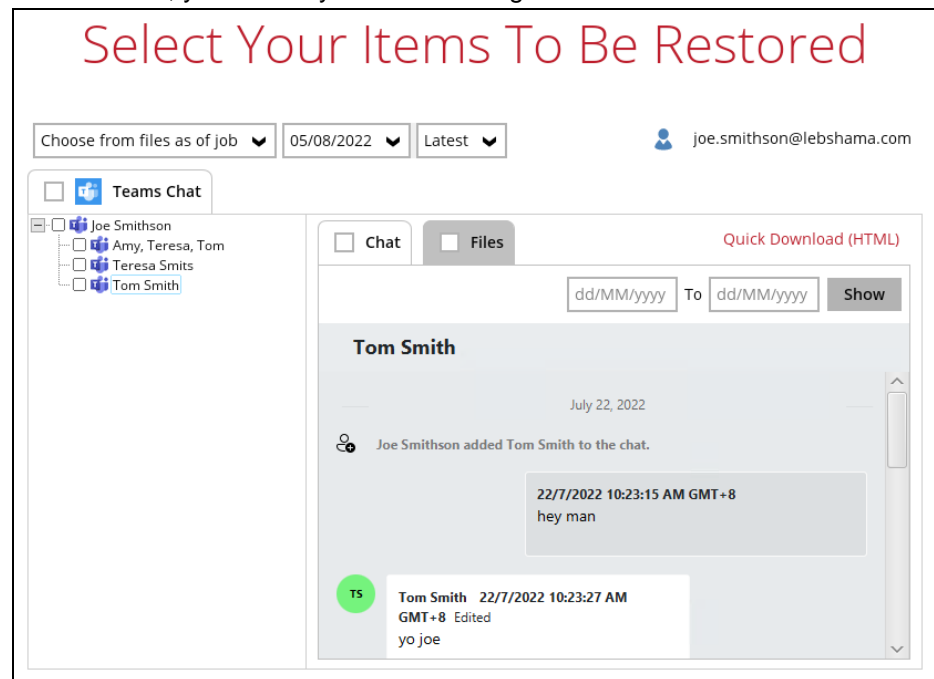 Select Your Items To Be Restored
Choose from files as of job 05/08/2022 Latest joe.smithson@lebshama.com
Teams Chat
Joe Smithson
Amy, Teresa, Tom
Teresa Smits
Tom Smith
Chat Files Quick Download (HTML)
dd/MM/yyyy To dd/MM/yyyy Show
Tom Smith
July 22, 2022
Joe Smithson added Tom Smith to the chat.
22/7/2022 10:23:15 AM GMT+8
hey man
TS
Tom Smith 22/7/2022 10:23:27 AM
GMT+8 Edited
yo joe